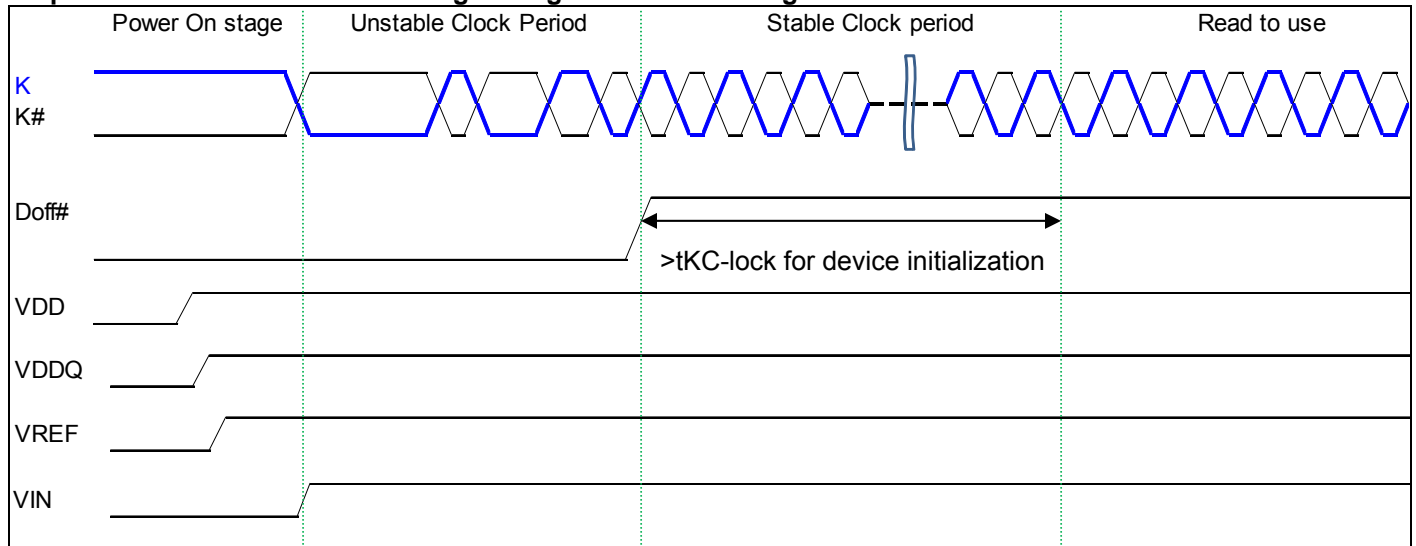 Power On stage
Unstable Clock Period
Stable Clock period
Read to use
K
K#
Doff#
>tKC-lock for device initialization
VDD
VDDQ
VREF
VIN